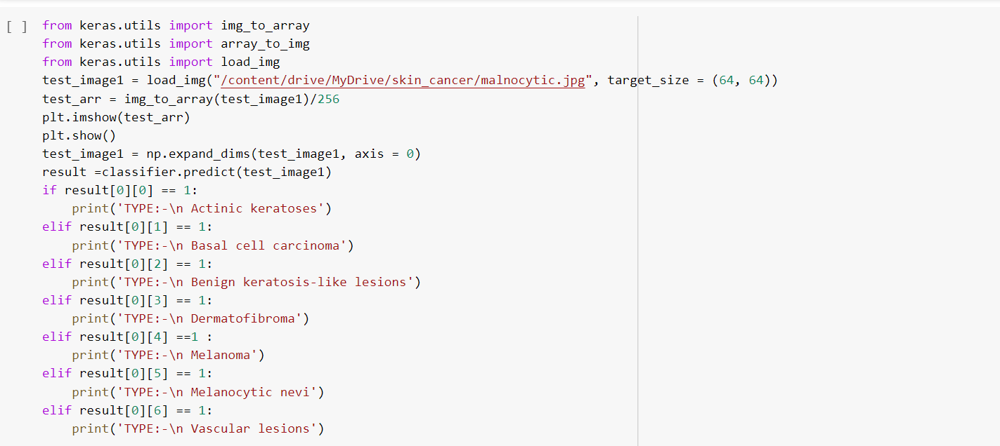 [ ] from keras.utils import img_to_array
from keras.utils import array_to_img
from keras.utils import load_img
test_image1 = load_img("/content/drive/MyDrive/skin_cancer/malnocytic.jpg", target_size = (64, 64))
test_arr = img_to_array(test_image1)/256
plt.imshow(test_arr)
plt.show()
test_image1 = np.expand_dims(test_image1, axis = 0)
result =classifier.predict(test_image1)
if result[0][0] == 1:
    print('TYPE:-\n Actinic keratoses')
elif result[0][1] == 1:
    print('TYPE:-\n Basal cell carcinoma')
elif result[0][2] == 1:
    print('TYPE:-\n Benign keratosis-like lesions')
elif result[0][3] == 1:
    print('TYPE:-\n Dermatofibroma')
elif result[0][4] ==1 :
    print('TYPE:-\n Melanoma')
elif result[0][5] == 1:
    print('TYPE:-\n Melanocytic nevi')
elif result[0][6] == 1:
    print('TYPE:-\n Vascular lesions')